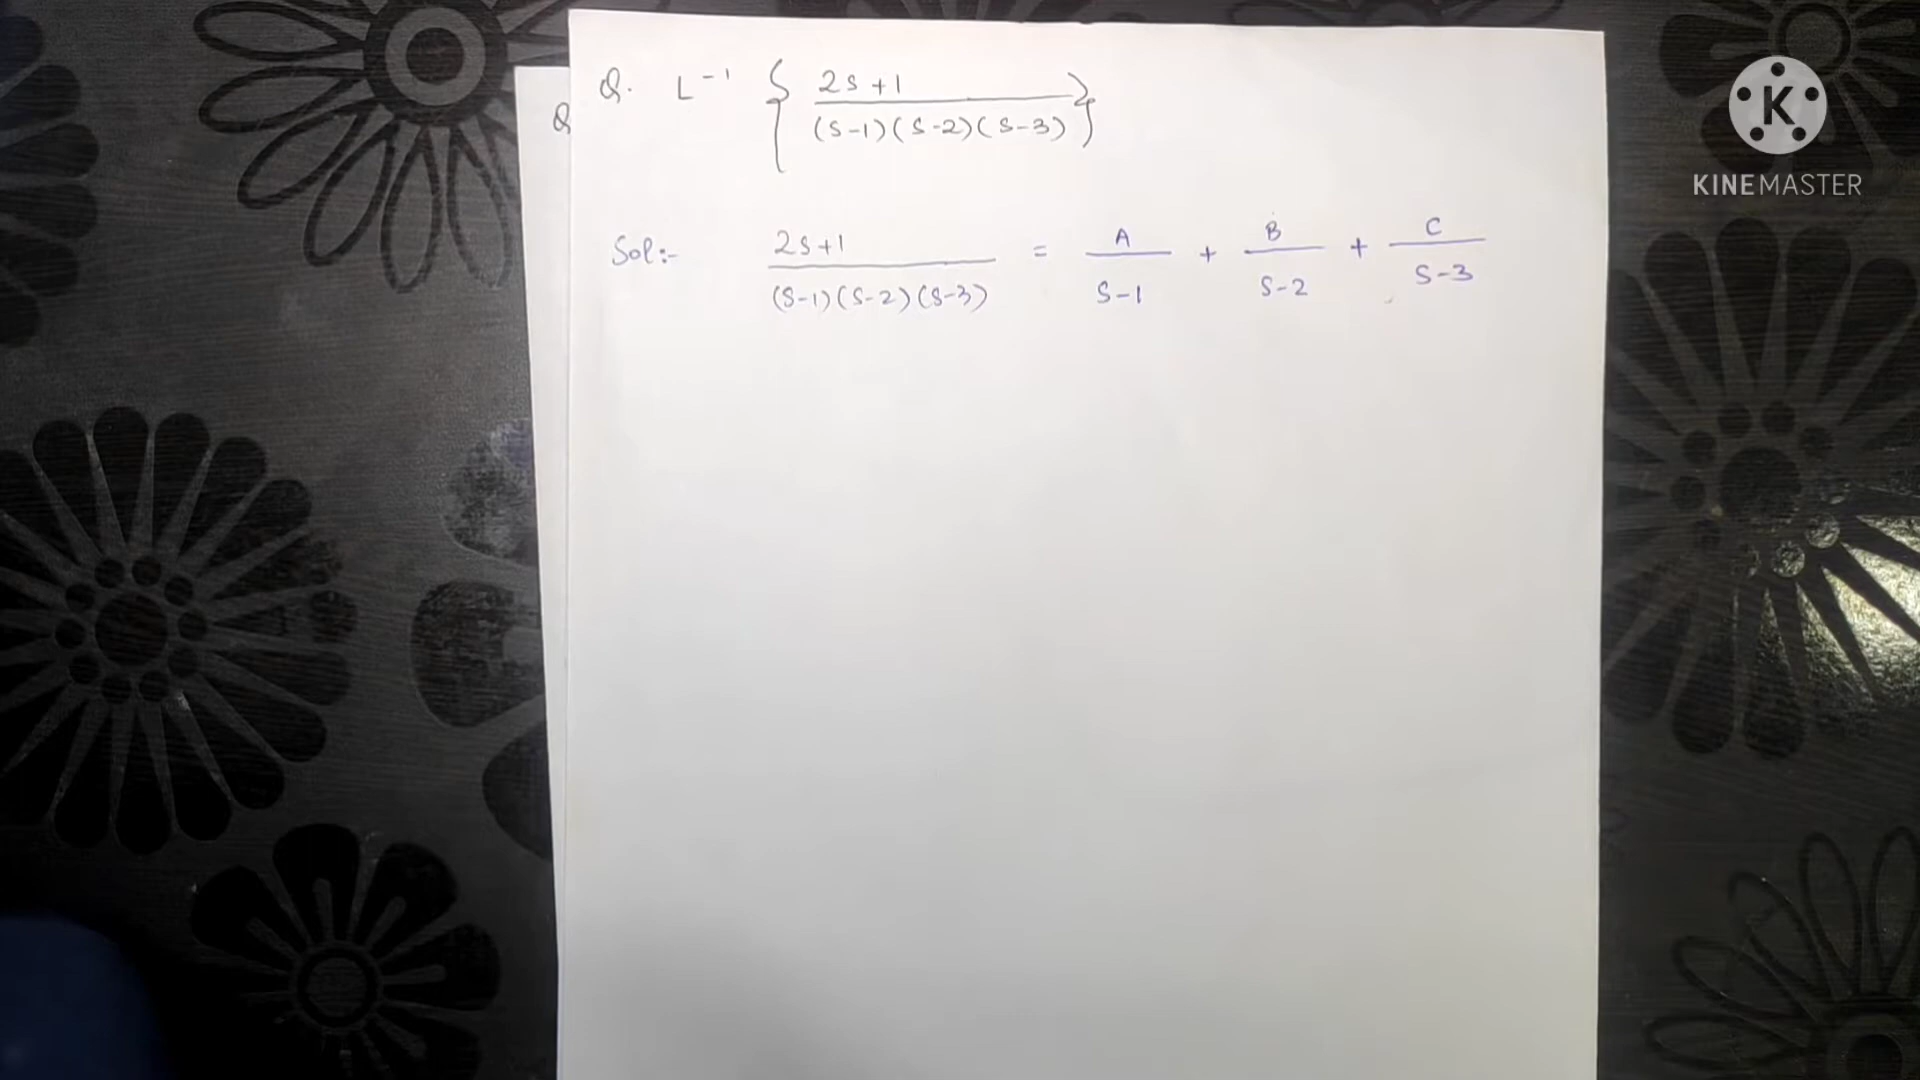 Q. L⁻¹ { 2s+1 / (s-1)(s-2)(s-3) }
Q
Sol:- 2s+1 / (s-1)(s-2)(s-3) = A / s-1 + B / s-2 + C / s-3
K
KINEMASTER